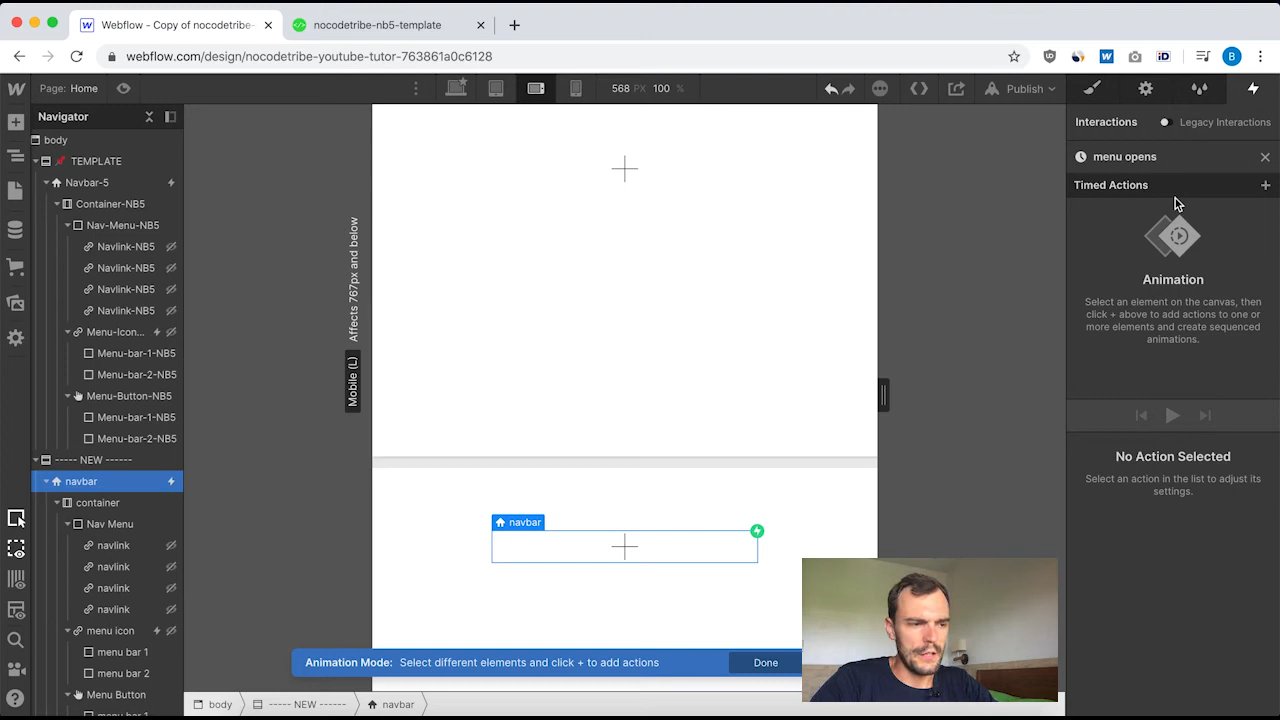 Webflow - Copy of nocodetribe-
nocodetribe-nb5-template
webflow.com/design/nocodetribe-youtube-tutor-763861a0c6128
Page: Home
568 PX 100 %
Publish
Navigator
body
TEMPLATE
Navbar-5
Container-NB5
Nav-Menu-NB5
Navlink-NB5
Navlink-NB5
Navlink-NB5
Navlink-NB5
Menu-Icon...
Menu-bar-1-NB5
Menu-bar-2-NB5
Menu-Button-NB5
Menu-bar-1-NB5
Menu-bar-2-NB5
----- NEW ------
navbar
container
Nav Menu
navlink
navlink
navlink
navlink
menu icon
menu bar 1
menu bar 2
Menu Button
Affects 767px and below
Mobile (L)
navbar
Animation Mode: Select different elements and click + to add actions
Done
body
----- NEW ------
navbar
Interactions
Legacy Interactions
menu opens
Timed Actions
Animation
Select an element on the canvas, then
click + above to add actions to one or
more elements and create sequenced
animations.
No Action Selected
Select an action in the list to adjust its
settings.